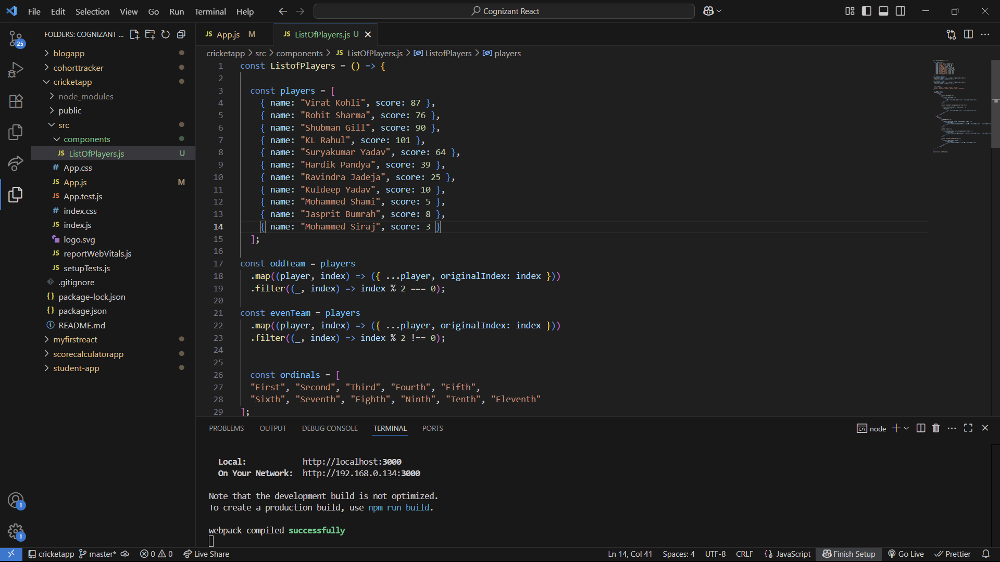 File Edit Selection View Go Run Terminal Help
Cognizant React
FOLDERS: COGNIZANT ...
JS App.js M
JS ListOfPlayers.js U
25
blogapp
cohorttracker
cricketapp
node_modules
public
src
components
JS ListOfPlayers.js U
# App.css
JS App.js M
JS App.test.js
# index.css
JS index.js
logo.svg
JS reportWebVitals.js
JS setupTests.js
.gitignore
{} package-lock.json
{} package.json
README.md
myfirstreact
scorecalculatorapp
student-app
cricketapp > src > components > JS ListOfPlayers.js > ListofPlayers > players
1 const ListofPlayers = () => {
2
3 const players = [
4 { name: "Virat Kohli", score: 87 },
5 { name: "Rohit Sharma", score: 76 },
6 { name: "Shubman Gill", score: 90 },
7 { name: "KL Rahul", score: 101 },
8 { name: "Suryakumar Yadav", score: 64 },
9 { name: "Hardik Pandya", score: 39 },
10 { name: "Ravindra Jadeja", score: 25 },
11 { name: "Kuldeep Yadav", score: 10 },
12 { name: "Mohammed Shami", score: 5 },
13 { name: "Jasprit Bumrah", score: 8 },
14 { name: "Mohammed Siraj", score: 3 }
15 ];
16
17 const oddTeam = players
18 .map((player, index) => ({ ...player, originalIndex: index }))
19 .filter((_, index) => index % 2 === 0);
20
21 const evenTeam = players
22 .map((player, index) => ({ ...player, originalIndex: index }))
23 .filter((_, index) => index % 2 !== 0);
24
25
26 const ordinals = [
27 "First", "Second", "Third", "Fourth", "Fifth",
28 "Sixth", "Seventh", "Eighth", "Ninth", "Tenth", "Eleventh"
29 ];
PROBLEMS OUTPUT DEBUG CONSOLE TERMINAL PORTS
node
Local: http://localhost:3000
On Your Network: http://192.168.0.134:3000
Note that the development build is not optimized.
To create a production build, use npm run build.
webpack compiled successfully
1
1
cricketapp master* 0 0 Live Share
Ln 14, Col 41 Spaces: 4 UTF-8 CRLF {} JavaScript Finish Setup Go Live Prettier